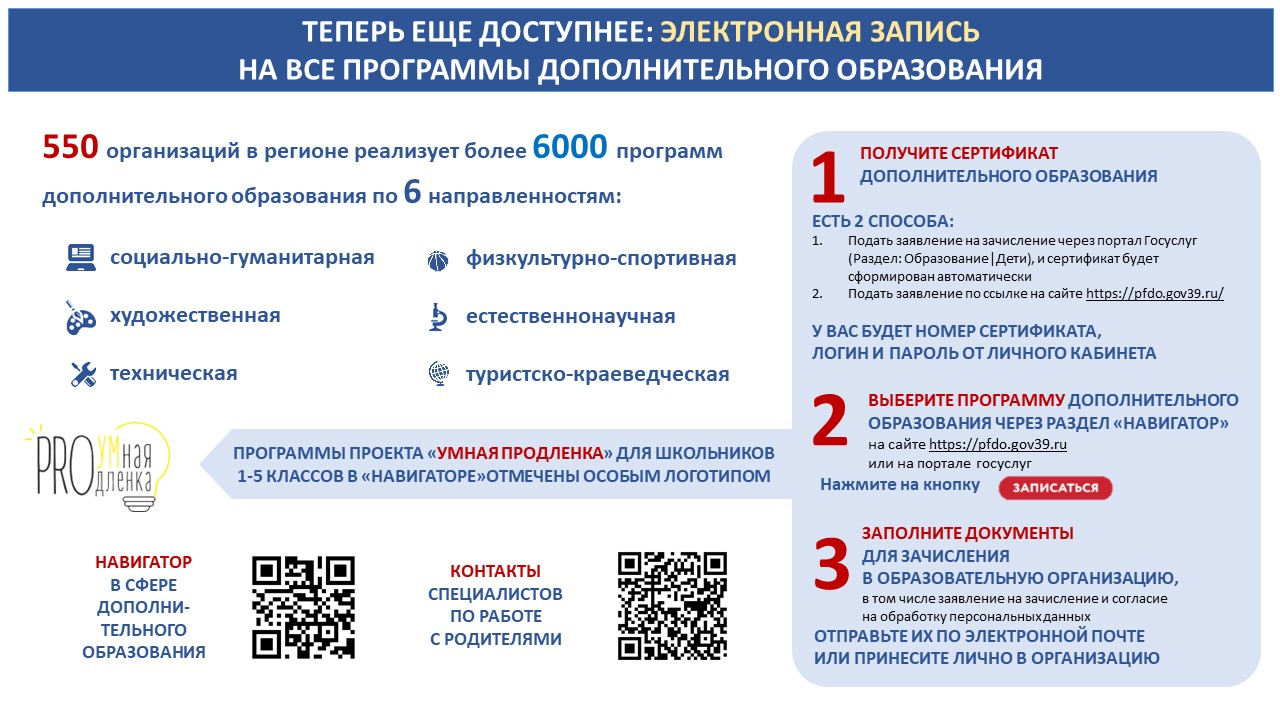 ТЕПЕРЬ ЕЩЕ ДОСТУПНЕЕ: ЭЛЕКТРОННАЯ ЗАПИСЬ
НА ВСЕ ПРОГРАММЫ ДОПОЛНИТЕЛЬНОГО ОБРАЗОВАНИЯ
550 организаций в регионе реализует более 6000 программ
дополнительного образования по 6 направленностям:
социально-гуманитарная
физкультурно-спортивная
художественная
естественнонаучная
техническая
туристско-краеведческая
PRO УМная
Dдленка
ПРОГРАММЫ ПРОЕКТА «УМНАЯ ПРОДЛЕНКА» ДЛЯ ШКОЛЬНИКОВ
1-5 КЛАССОВ В «НАВИГАТОРЕ»ОТМЕЧЕНЫ ОСОБЫМ ЛОГОТИПОМ
НАВИГАТОР
В СФЕРЕ
ДОПОЛНИ-
ТЕЛЬНОГО
ОБРАЗОВАНИЯ
КОНТАКТЫ
СПЕЦИАЛИСТОВ
ПО РАБОТЕ
С РОДИТЕЛЯМИ
1 ПОЛУЧИТЕ СЕРТИФИКАТ
ДОПОЛНИТЕЛЬНОГО ОБРАЗОВАНИЯ
ЕСТЬ 2 СПОСОБА:
1. Подать заявление на зачисление через портал Госуслуг
(Раздел: Образование|Дети), и сертификат будет
сформирован автоматически
2. Подать заявление по ссылке на сайте https://pfdo.gov39.ru/
У ВАС БУДЕТ НОМЕР СЕРТИФИКАТА,
ЛОГИН И ПАРОЛЬ ОТ ЛИЧНОГО КАБИНЕТА
2 ВЫБЕРИТЕ ПРОГРАММУ ДОПОЛНИТЕЛЬНОГО
ОБРАЗОВАНИЯ ЧЕРЕЗ РАЗДЕЛ «НАВИГАТОР»
на сайте https://pfdo.gov39.ru
или на портале госуслуг
Нажмите на кнопку ЗАПИСАТЬСЯ
3 ЗАПОЛНИТЕ ДОКУМЕНТЫ
ДЛЯ ЗАЧИСЛЕНИЯ
В ОБРАЗОВАТЕЛЬНУЮ ОРГАНИЗАЦИЮ,
в том числе заявление на зачисление и согласие
на обработку персональных данных
ОТПРАВЬТЕ ИХ ПО ЭЛЕКТРОННОЙ ПОЧТЕ
ИЛИ ПРИНЕСИТЕ ЛИЧНО В ОРГАНИЗАЦИЮ